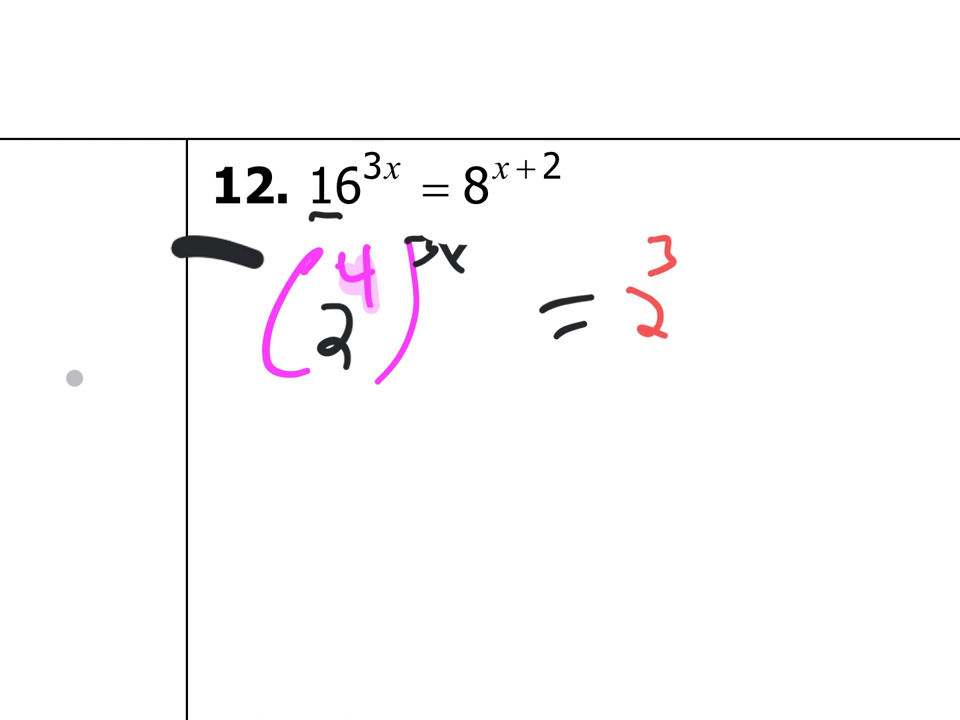 12. 16^{3x} = 8^{x+2}
(2^4)^{3x} = 2^3